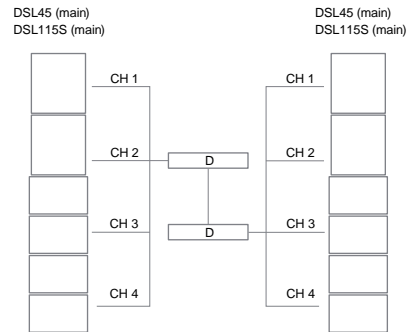 DSL45 (main)
DSL115S (main)
DSL45 (main)
DSL115S (main)
CH 1
CH 1
CH 2
D
CH 2
CH 3
D
CH 3
CH 4
CH 4